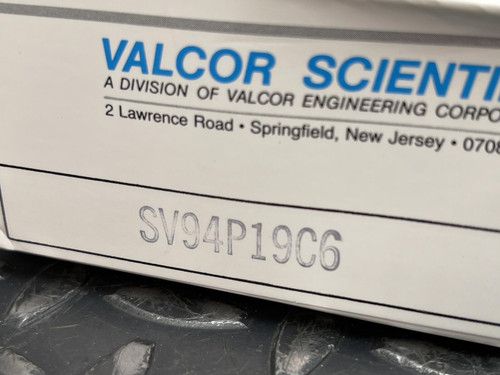 VALCOR SCIENTI
A DIVISION OF VALCOR ENGINEERING CORPO
2 Lawrence Road • Springfield, New Jersey • 0708
SV94P19C6